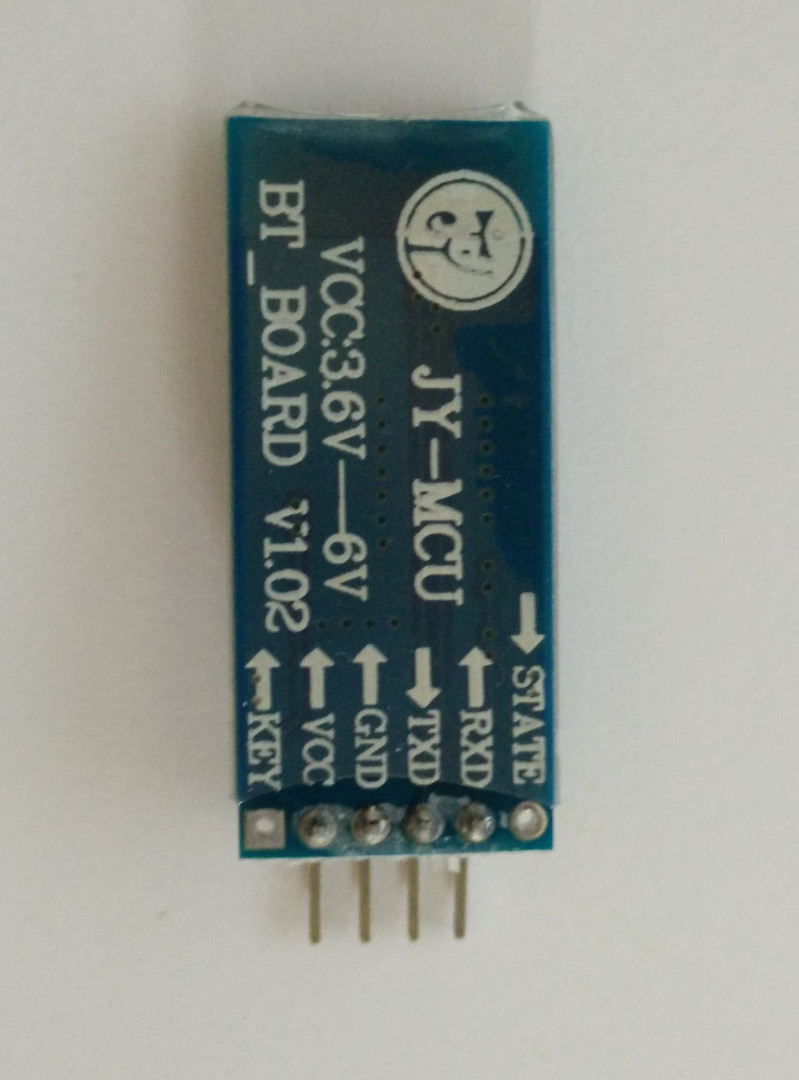 JY-MCU
VCC:3.6V—6V
BT_BOARD V1.02
STATE
RXD
TXD
GND
VCC
KEY